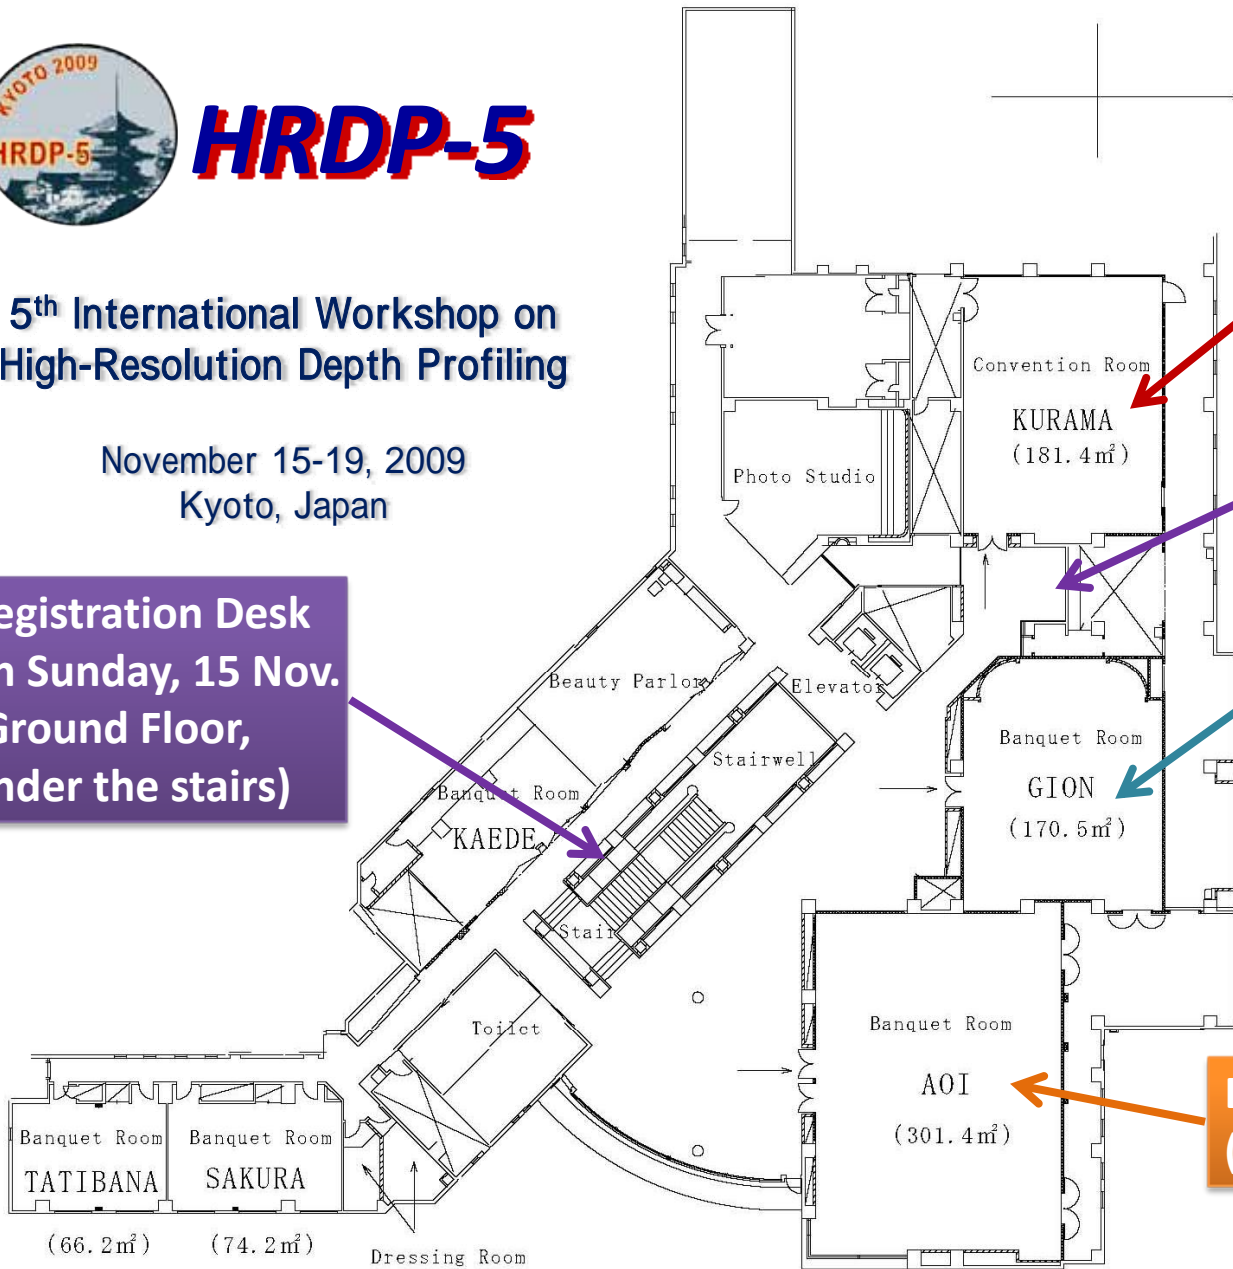 KYOTO 2009
HRDP-5
HRDP-5
5th International Workshop on
High-Resolution Depth Profiling
November 15-19, 2009
Kyoto, Japan
egistration Desk
n Sunday, 15 Nov.
Ground Floor,
nder the stairs)
Convention Room
KURAMA
(181.4㎡)
Photo Studio
Beauty Parlor
Elevator
Stairwell
Banquet Room
GION
(170.5㎡)
Banquet Room
KAEDE
Stair
Toilet
Banquet Room
AOI
(301.4㎡)
Banquet Room
TATIBANA
(66.2㎡)
Banquet Room
SAKURA
(74.2㎡)
Dressing Room